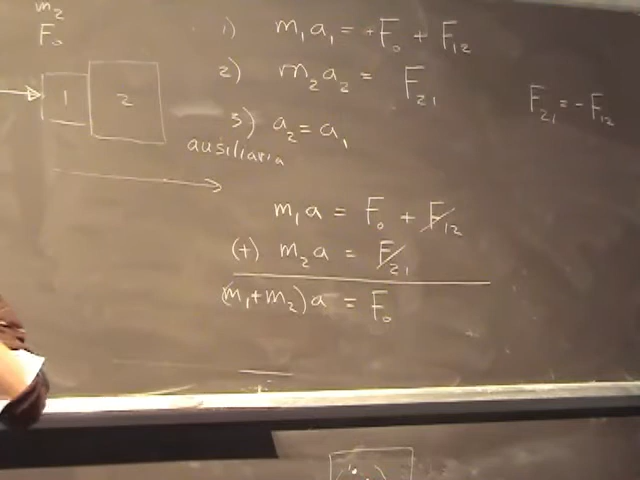 m₂
F₀
1 2
1) m₁a₁ = +F₀ + F₁₂
2) m₂a₂ = F₂₁
F₂₁ = - F₁₂
3) a₂ = a₁
ausiliaria
m₁a = F₀ + F₁₂
(+) m₂a = F₂₁
(m₁+m₂)a = F₀